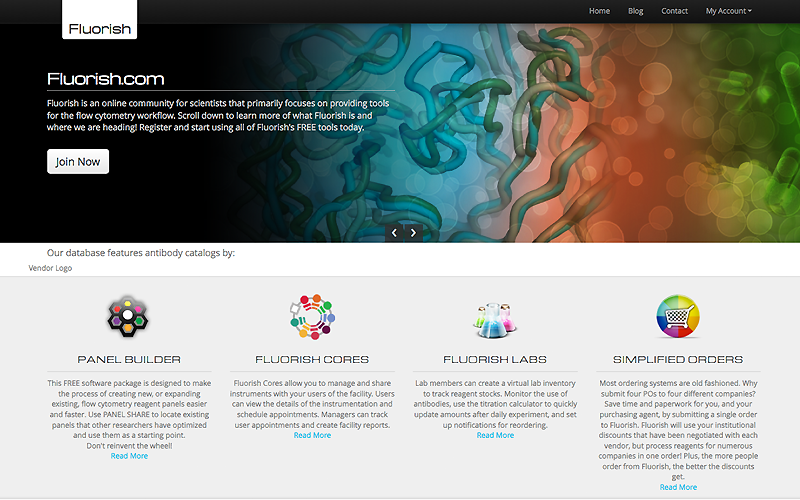 Fluorish
Home Blog Contact My Account
Fluorish.com
Fluorish is an online community for scientists that primarily focuses on providing tools
for the flow cytometry workflow. Scroll down to learn more of what Fluorish is and
where we are heading! Register and start using all of Fluorish's FREE tools today.
Join Now
Our database features antibody catalogs by:
Vendor Logo
PANEL BUILDER
This FREE software package is designed to make
the process of creating new, or expanding
existing, flow cytometry reagent panels easier
and faster. Use PANEL SHARE to locate existing
panels that other researchers have optimized
and use them as a starting point.
Don't reinvent the wheel!
Read More
FLUORISH CORES
Fluorish Cores allow you to manage and share
instruments with your users of the facility. Users
can view the details of the instrumentation and
schedule appointments. Managers can track
user appointments and create facility reports.
Read More
FLUORISH LABS
Lab members can create a virtual lab inventory
to track reagent stocks. Monitor the use of
antibodies, use the titration calculator to quickly
update amounts after daily experiment, and set
up notifications for reordering.
Read More
SIMPLIFIED ORDERS
Most ordering systems are old fashioned. Why
submit four POs to four different companies?
Save time and paperwork for you, and your
purchasing agent, by submitting a single order
to Fluorish. Fluorish will use your institutional
discounts that have been negotiated with each
vendor, but process reagents for numerous
companies in one order! Plus, the more people
order from Fluorish, the better the discounts
get.
Read More